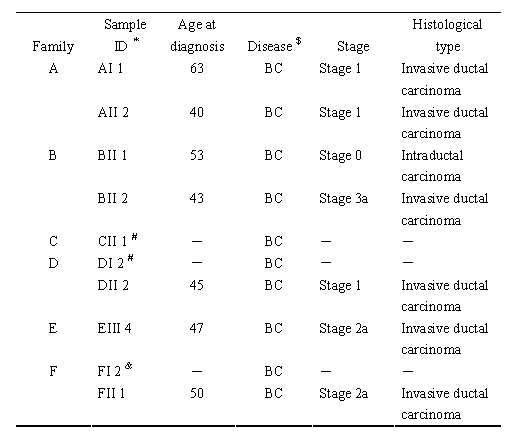 Sample Age at Histological
Family ID * diagnosis Disease $ Stage type
A AI 1 63 BC Stage 1 Invasive ductal
carcinoma
AII 2 40 BC Stage 1 Invasive ductal
carcinoma
B BII 1 53 BC Stage 0 Intraductal
carcinoma
BII 2 43 BC Stage 3a Invasive ductal
carcinoma
C CII 1 # — BC — —
D DI 2 # — BC — —
DII 2 45 BC Stage 1 Invasive ductal
carcinoma
E EIII 4 47 BC Stage 2a Invasive ductal
carcinoma
F FI 2 & — BC — —
FII 1 50 BC Stage 2a Invasive ductal
carcinoma